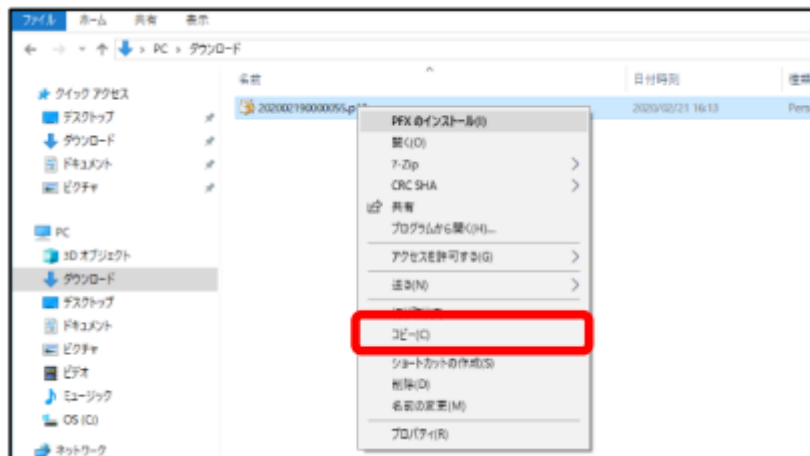 ファイル ホーム 共有 表示
PC ダウンロード
名前 日付時刻 種類
クイック アクセス
デスクトップ
ダウンロード
ドキュメント
ピクチャ
PC
3D オブジェクト
ダウンロード
デスクトップ
ドキュメント
ピクチャ
ビデオ
ミュージック
OS (C:)
ネットワーク
202002190000055.p 2020/02/21 16:13 Pers
PFX のインストール(I)
開く(O)
7-Zip
CRC SHA
共有
プログラムから開く(H)...
アクセスを許可する(G)
送る(N)
コピー(C)
ショートカットの作成(S)
削除(D)
名前の変更(M)
プロパティ(R)